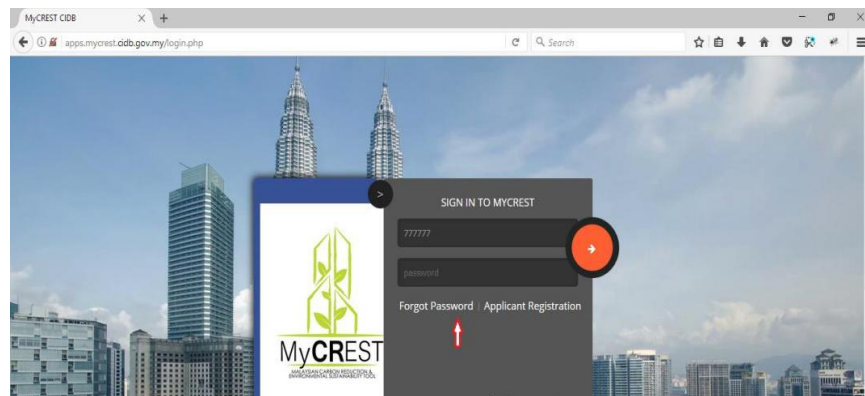 MyCREST CIDB
apps.mycrest.cidb.gov.my/login.php
Search
SIGN IN TO MYCREST
777777
password
Forgot Password | Applicant Registration
MyCREST
MALAYSIAN CARBON REDUCTION &
ENVIRONMENTAL SUSTAINABILITY TOOL